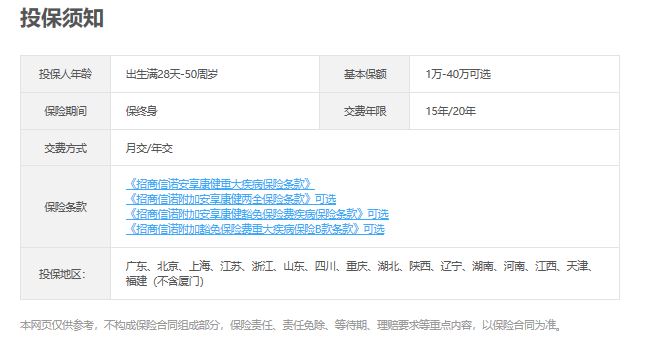 投保须知
投保人年龄 出生满28天-50周岁 基本保额 1万-40万可选
保险期间 保终身 交费年限 15年/20年
交费方式 月交/年交
保险条款
《招商信诺安享康健重大疾病保险条款》
《招商信诺附加安享康健两全保险条款》可选
《招商信诺附加安享康健豁免保险费疾病保险条款》可选
《招商信诺附加豁免保险费重大疾病保险B款条款》可选
投保地区： 广东、北京、上海、江苏、浙江、山东、四川、重庆、湖北、陕西、辽宁、湖南、河南、江西、天津、
福建（不含厦门）
本网页仅供参考，不构成保险合同组成部分，保险责任、责任免除、等待期、理赔要求等重点内容，以保险合同为准。